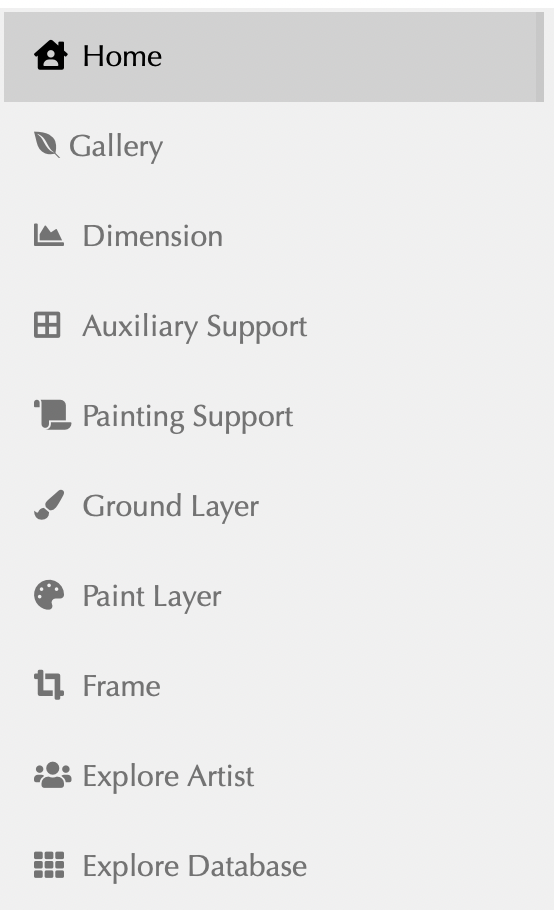 Home
Gallery
Dimension
Auxiliary Support
Painting Support
Ground Layer
Paint Layer
Frame
Explore Artist
Explore Database